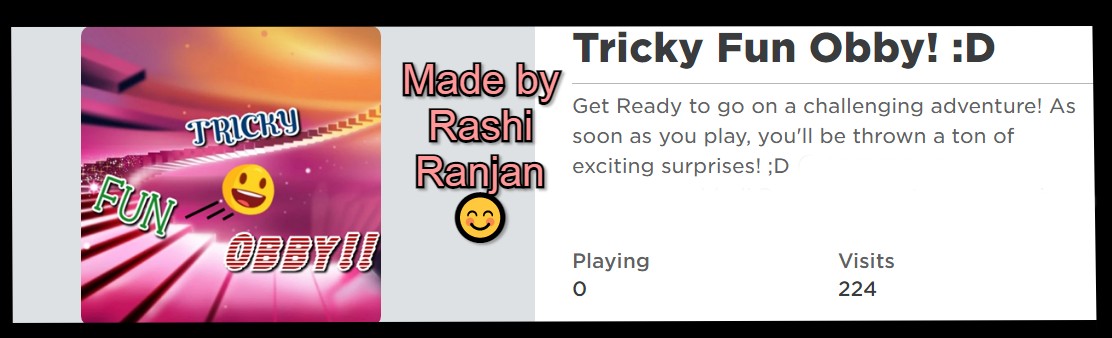 TRICKY
FUN
OBBY!!
Made by
Rashi
Ranjan
Tricky Fun Obby! :D
Get Ready to go on a challenging adventure! As
soon as you play, you'll be thrown a ton of
exciting surprises! ;D
Playing
0
Visits
224